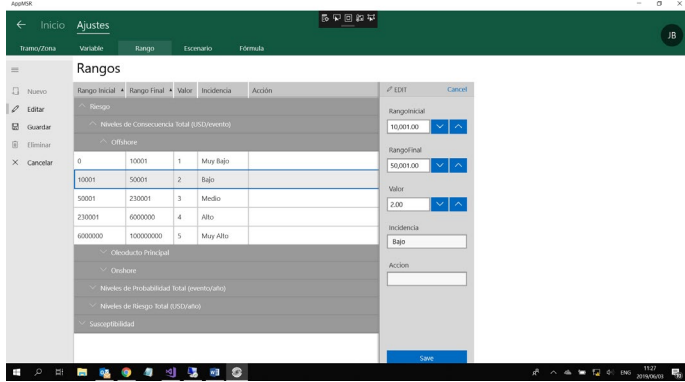 AppMSR
Inicio Ajustes
JB
Tramo/Zona Variable Rango Escenario Fórmula
Rangos
Nuevo
Editar
Guardar
Eliminar
Cancelar
Rango Inicial Rango Final Valor Incidencia Acción
Riesgo
Niveles de Consecuencia Total (USD/evento)
Offshore
0 10001 1 Muy Bajo
10001 50001 2 Bajo
50001 230001 3 Medio
230001 6000000 4 Alto
6000000 100000000 5 Muy Alto
Oleoducto Principal
Onshore
Niveles de Probabilidad Total (evento/año)
Niveles de Riesgo Total (USD/año)
Susceptibilidad
EDIT Cancel
RangoInicial
10,001.00
RangoFinal
50,001.00
Valor
2.00
Incidencia
Bajo
Accion
Save
ENG
11:27
2019/06/03